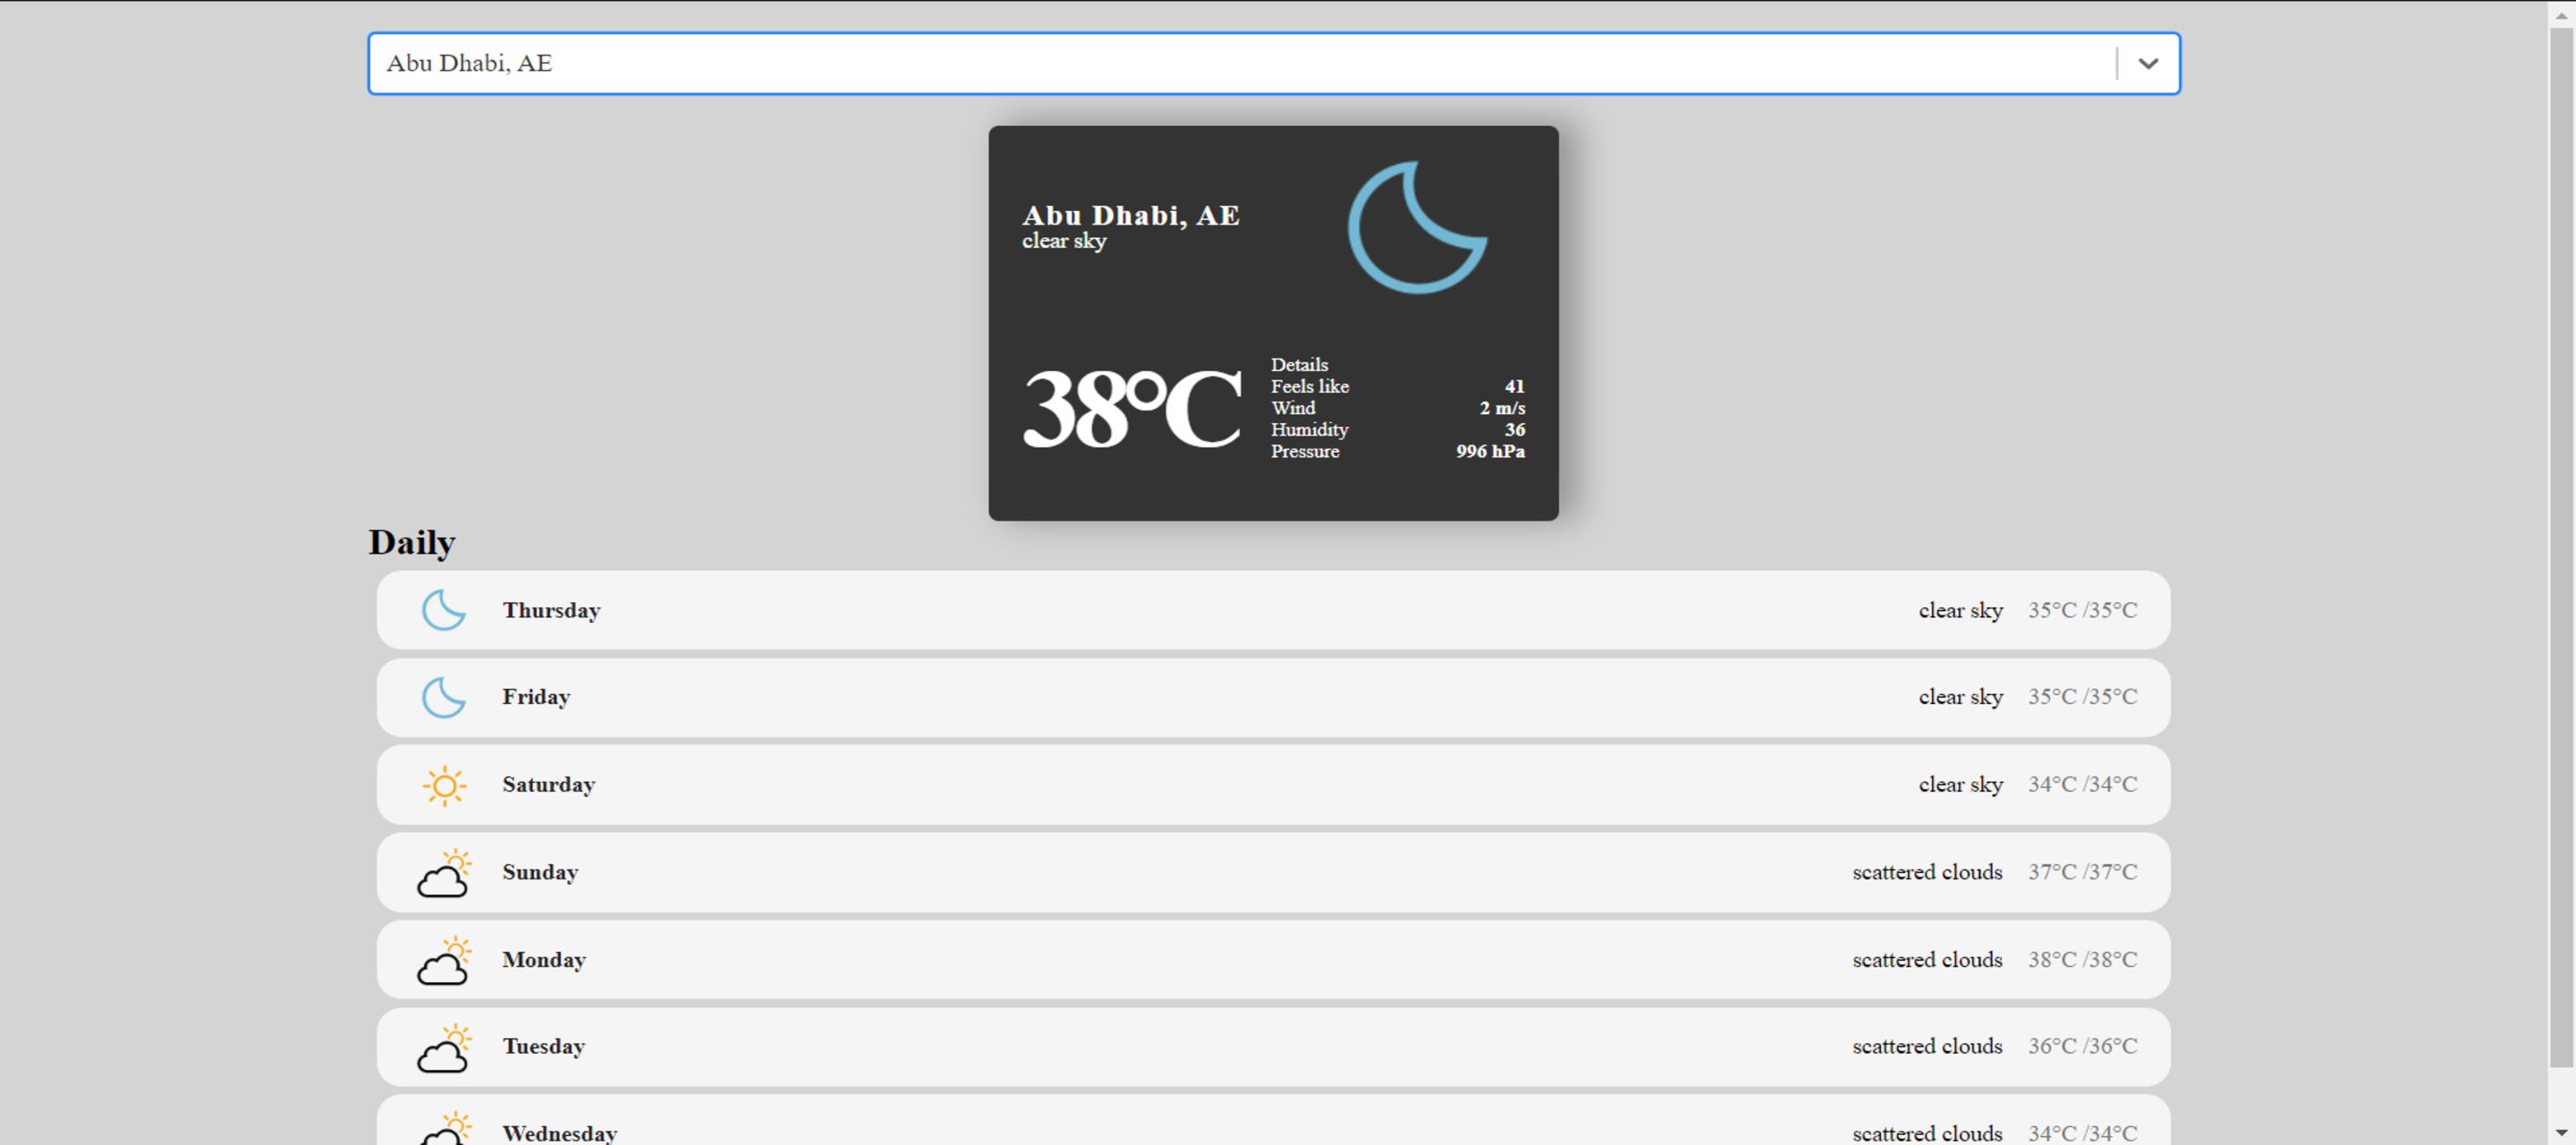 Abu Dhabi, AE
Abu Dhabi, AE
clear sky
38°C
Details
Feels like 41
Wind 2 m/s
Humidity 36
Pressure 996 hPa
Daily
Thursday clear sky 35°C /35°C
Friday clear sky 35°C /35°C
Saturday clear sky 34°C /34°C
Sunday scattered clouds 37°C /37°C
Monday scattered clouds 38°C /38°C
Tuesday scattered clouds 36°C /36°C
Wednesday scattered clouds 34°C /34°C